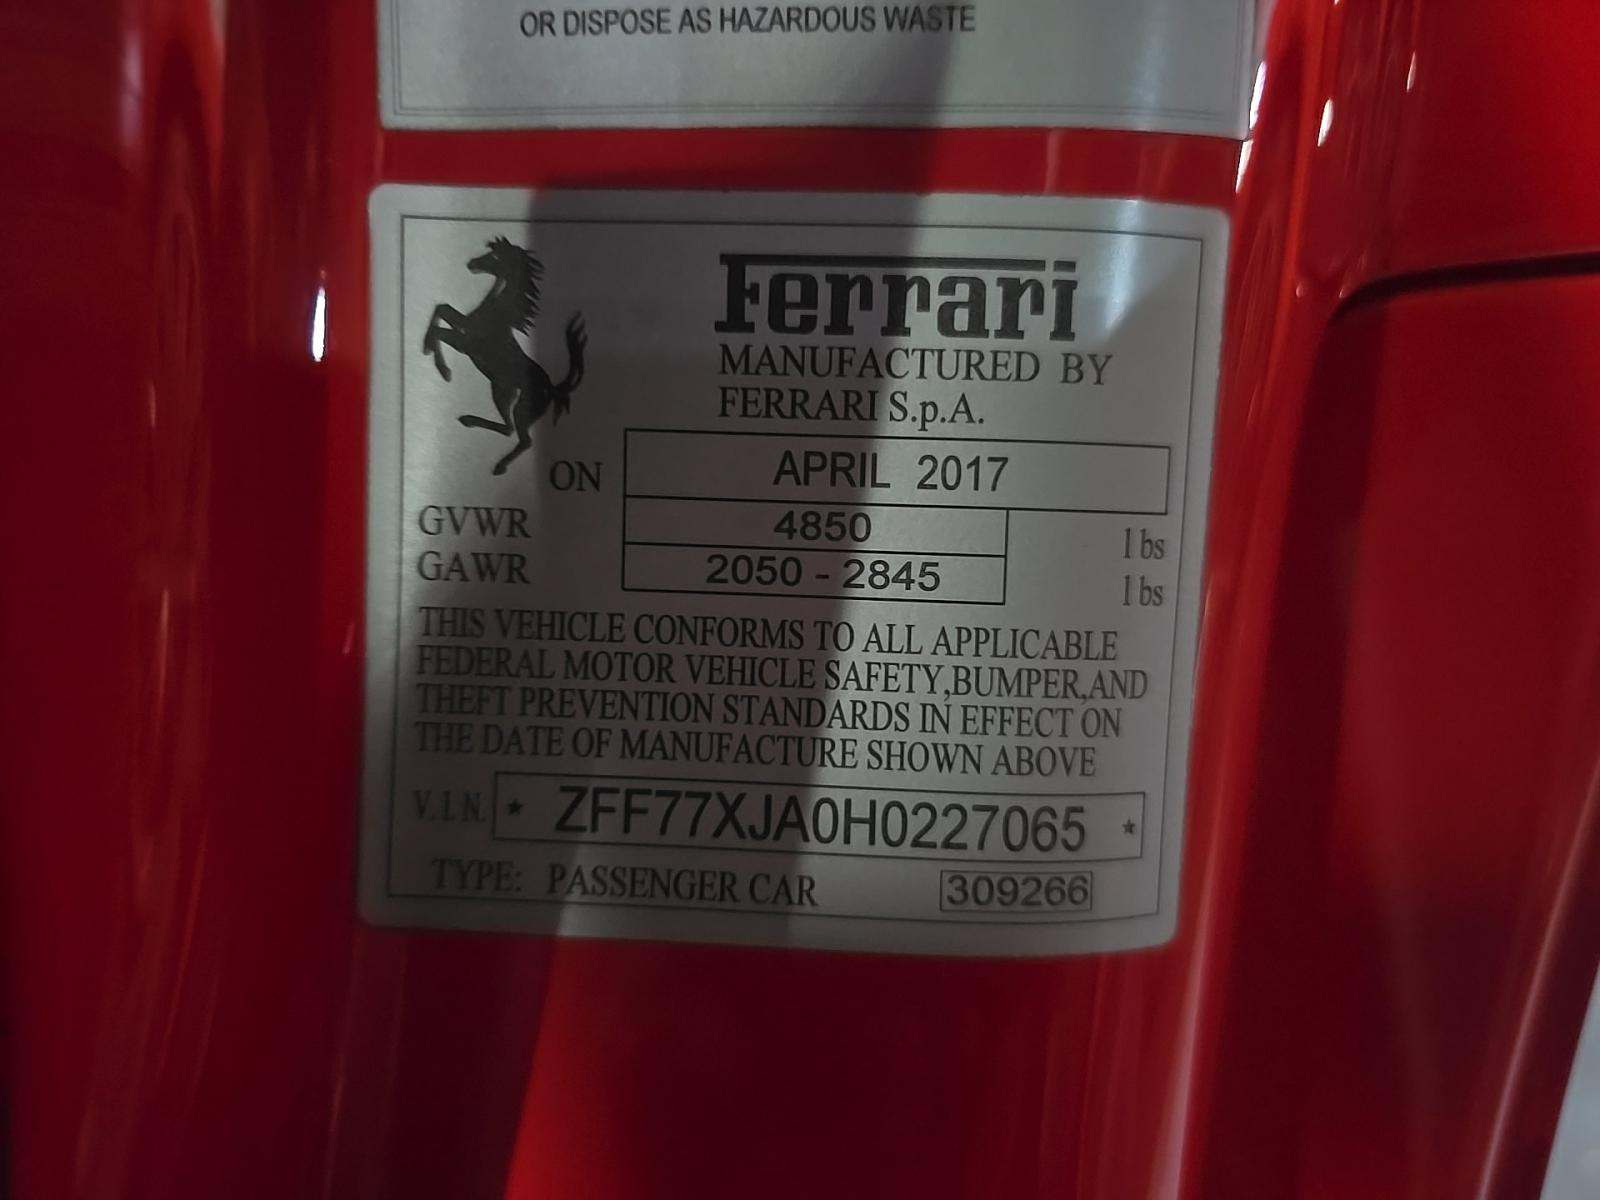 OR DISPOSE AS HAZARDOUS WASTE
Ferrari
MANUFACTURED BY
FERRARI S.p.A.
ON APRIL 2017
GVWR 4850 lbs
GAWR 2050 - 2845 lbs
THIS VEHICLE CONFORMS TO ALL APPLICABLE
FEDERAL MOTOR VEHICLE SAFETY,BUMPER,AND
THEFT PREVENTION STANDARDS IN EFFECT ON
THE DATE OF MANUFACTURE SHOWN ABOVE
V.I.N. * ZFF77XJA0H0227065 *
TYPE: PASSENGER CAR 309266